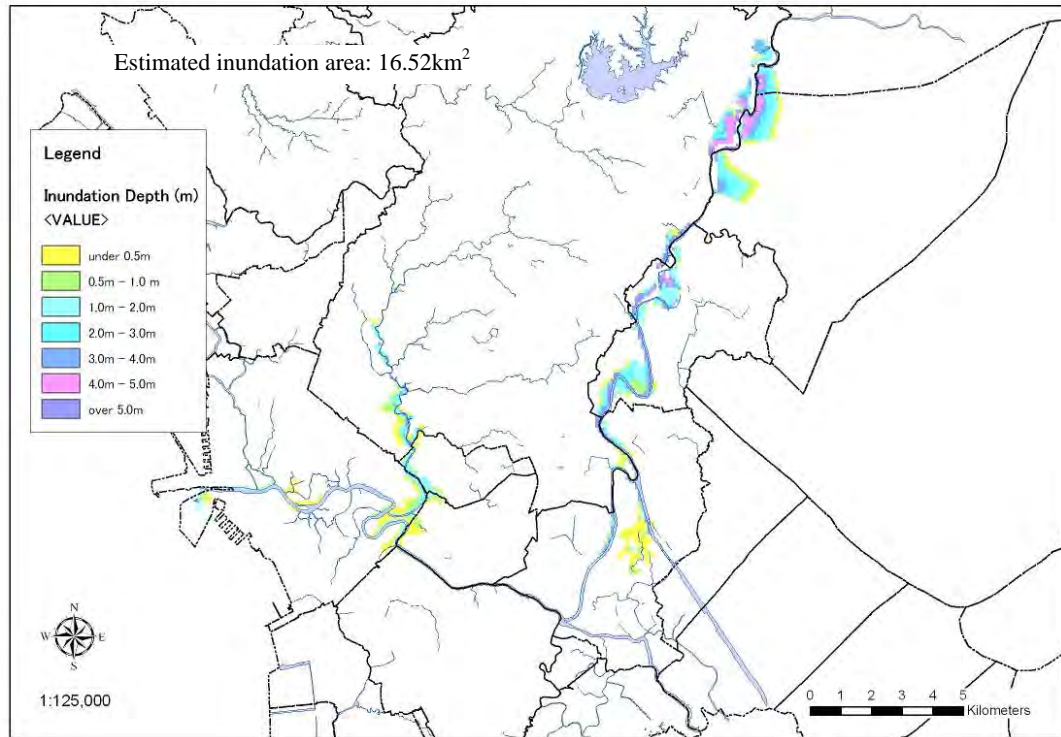 Estimated inundation area: 16.52km²
Legend
Inundation Depth (m)
<VALUE>
under 0.5m
0.5m - 1.0 m
1.0m - 2.0m
2.0m - 3.0m
3.0m - 4.0m
4.0m - 5.0m
over 5.0m
N
W E
S
1:125,000
0 1 2 3 4 5
Kilometers